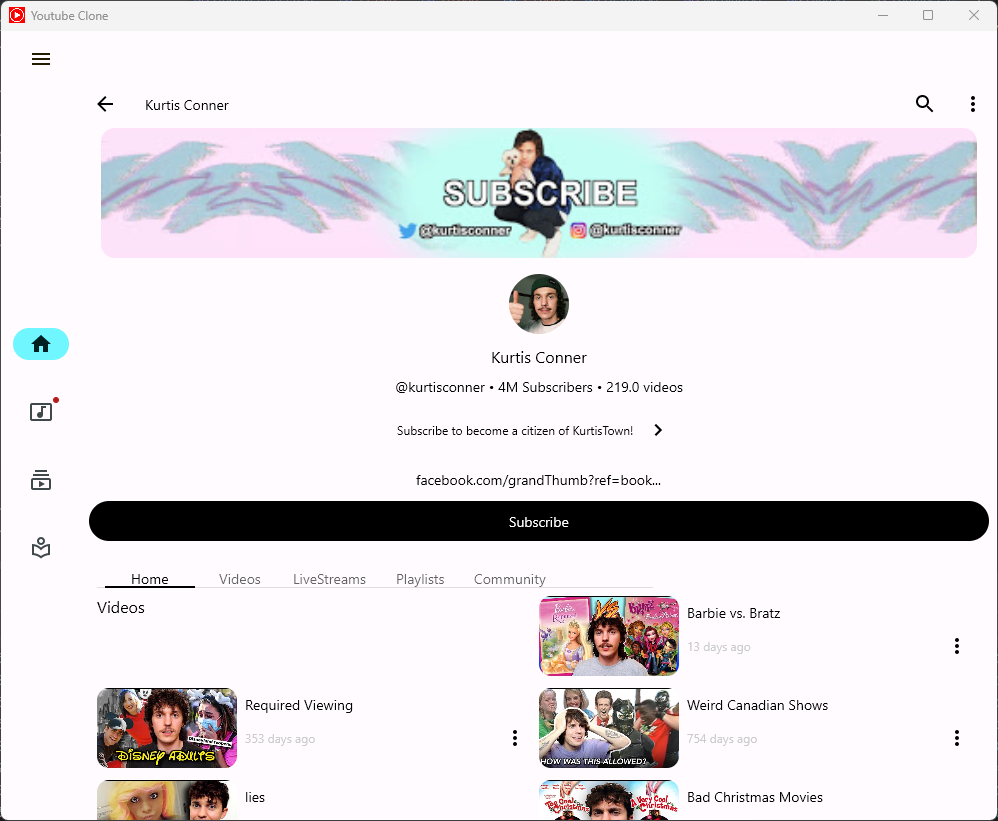 Youtube Clone
Kurtis Conner
SUBSCRIBE
@kurtisconner @kurtisconner
Kurtis Conner
@kurtisconner • 4M Subscribers • 219.0 videos
Subscribe to become a citizen of KurtisTown!
facebook.com/grandThumb?ref=book...
Subscribe
Home Videos LiveStreams Playlists Community
Videos
VS
Barbie vs. Bratz
13 days ago
DISNEY ADULTS
Required Viewing
353 days ago
HOW WAS THIS ALLOWED?
Weird Canadian Shows
754 days ago
lies
Bad Christmas Movies